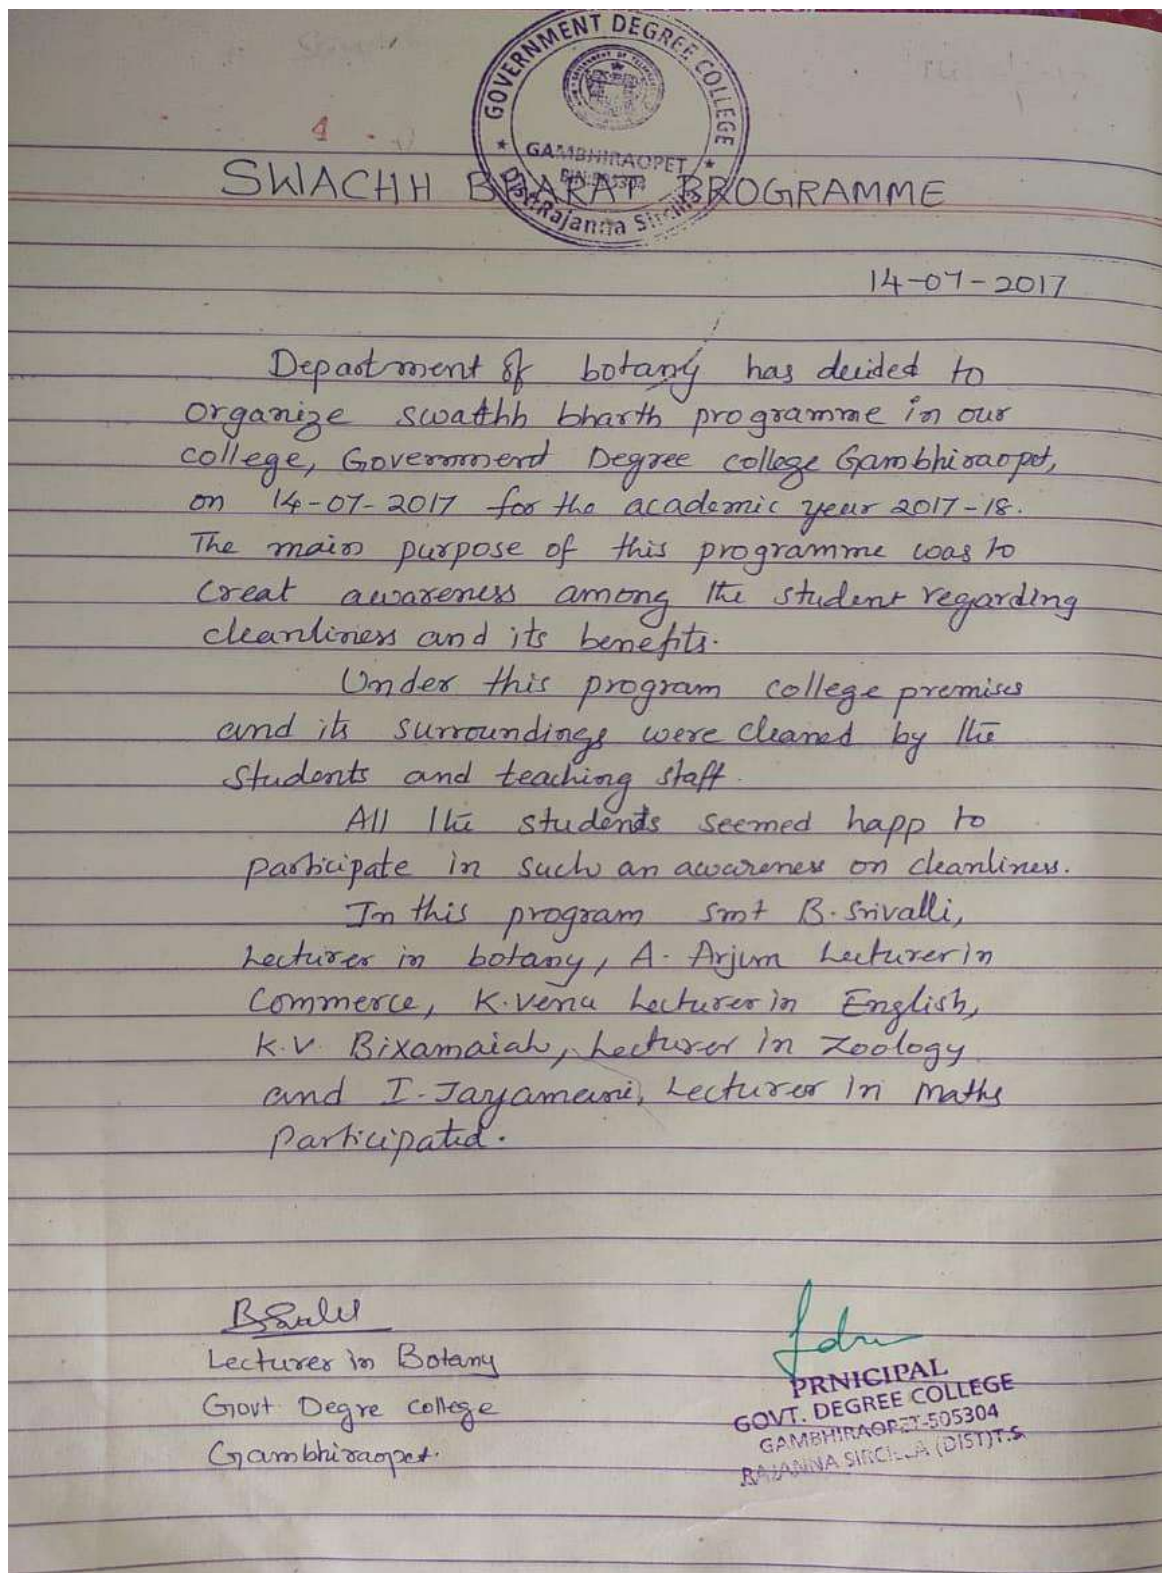 GOVERNMENT DEGREE COLLEGE
GAMBHIRAOPET
PIN:505304
Dist:Rajanna Sircilla
4
SWACHH BHARAT PROGRAMME
14-07-2017
Department of botany has decided to
organize swathh bharth programme in our
college, Government Degree college Gambhiraopet,
on 14-07-2017 for the academic year 2017-18.
The main purpose of this programme was to
creat awareness among the student regarding
cleanliness and its benefits.
Under this program college premises
and its surroundings were cleaned by the
students and teaching staff.
All the students seemed happ to
participate in such an awareness on cleanliness.
In this program smt B. Srivalli,
Lecturer in botany, A. Arjun Lecturer in
Commerce, K. Venu Lecturer in English,
K.V. Bixamaiah, Lecturer in Zoology
and I. Jayamani, Lecturer in maths
participated.
Lecturer in Botany
Govt Degre college
Gambhiraopet.
PRNICIPAL
GOVT. DEGREE COLLEGE
GAMBHIRAOPET-505304
RAJANNA SIRCILLA (DIST)T.S.